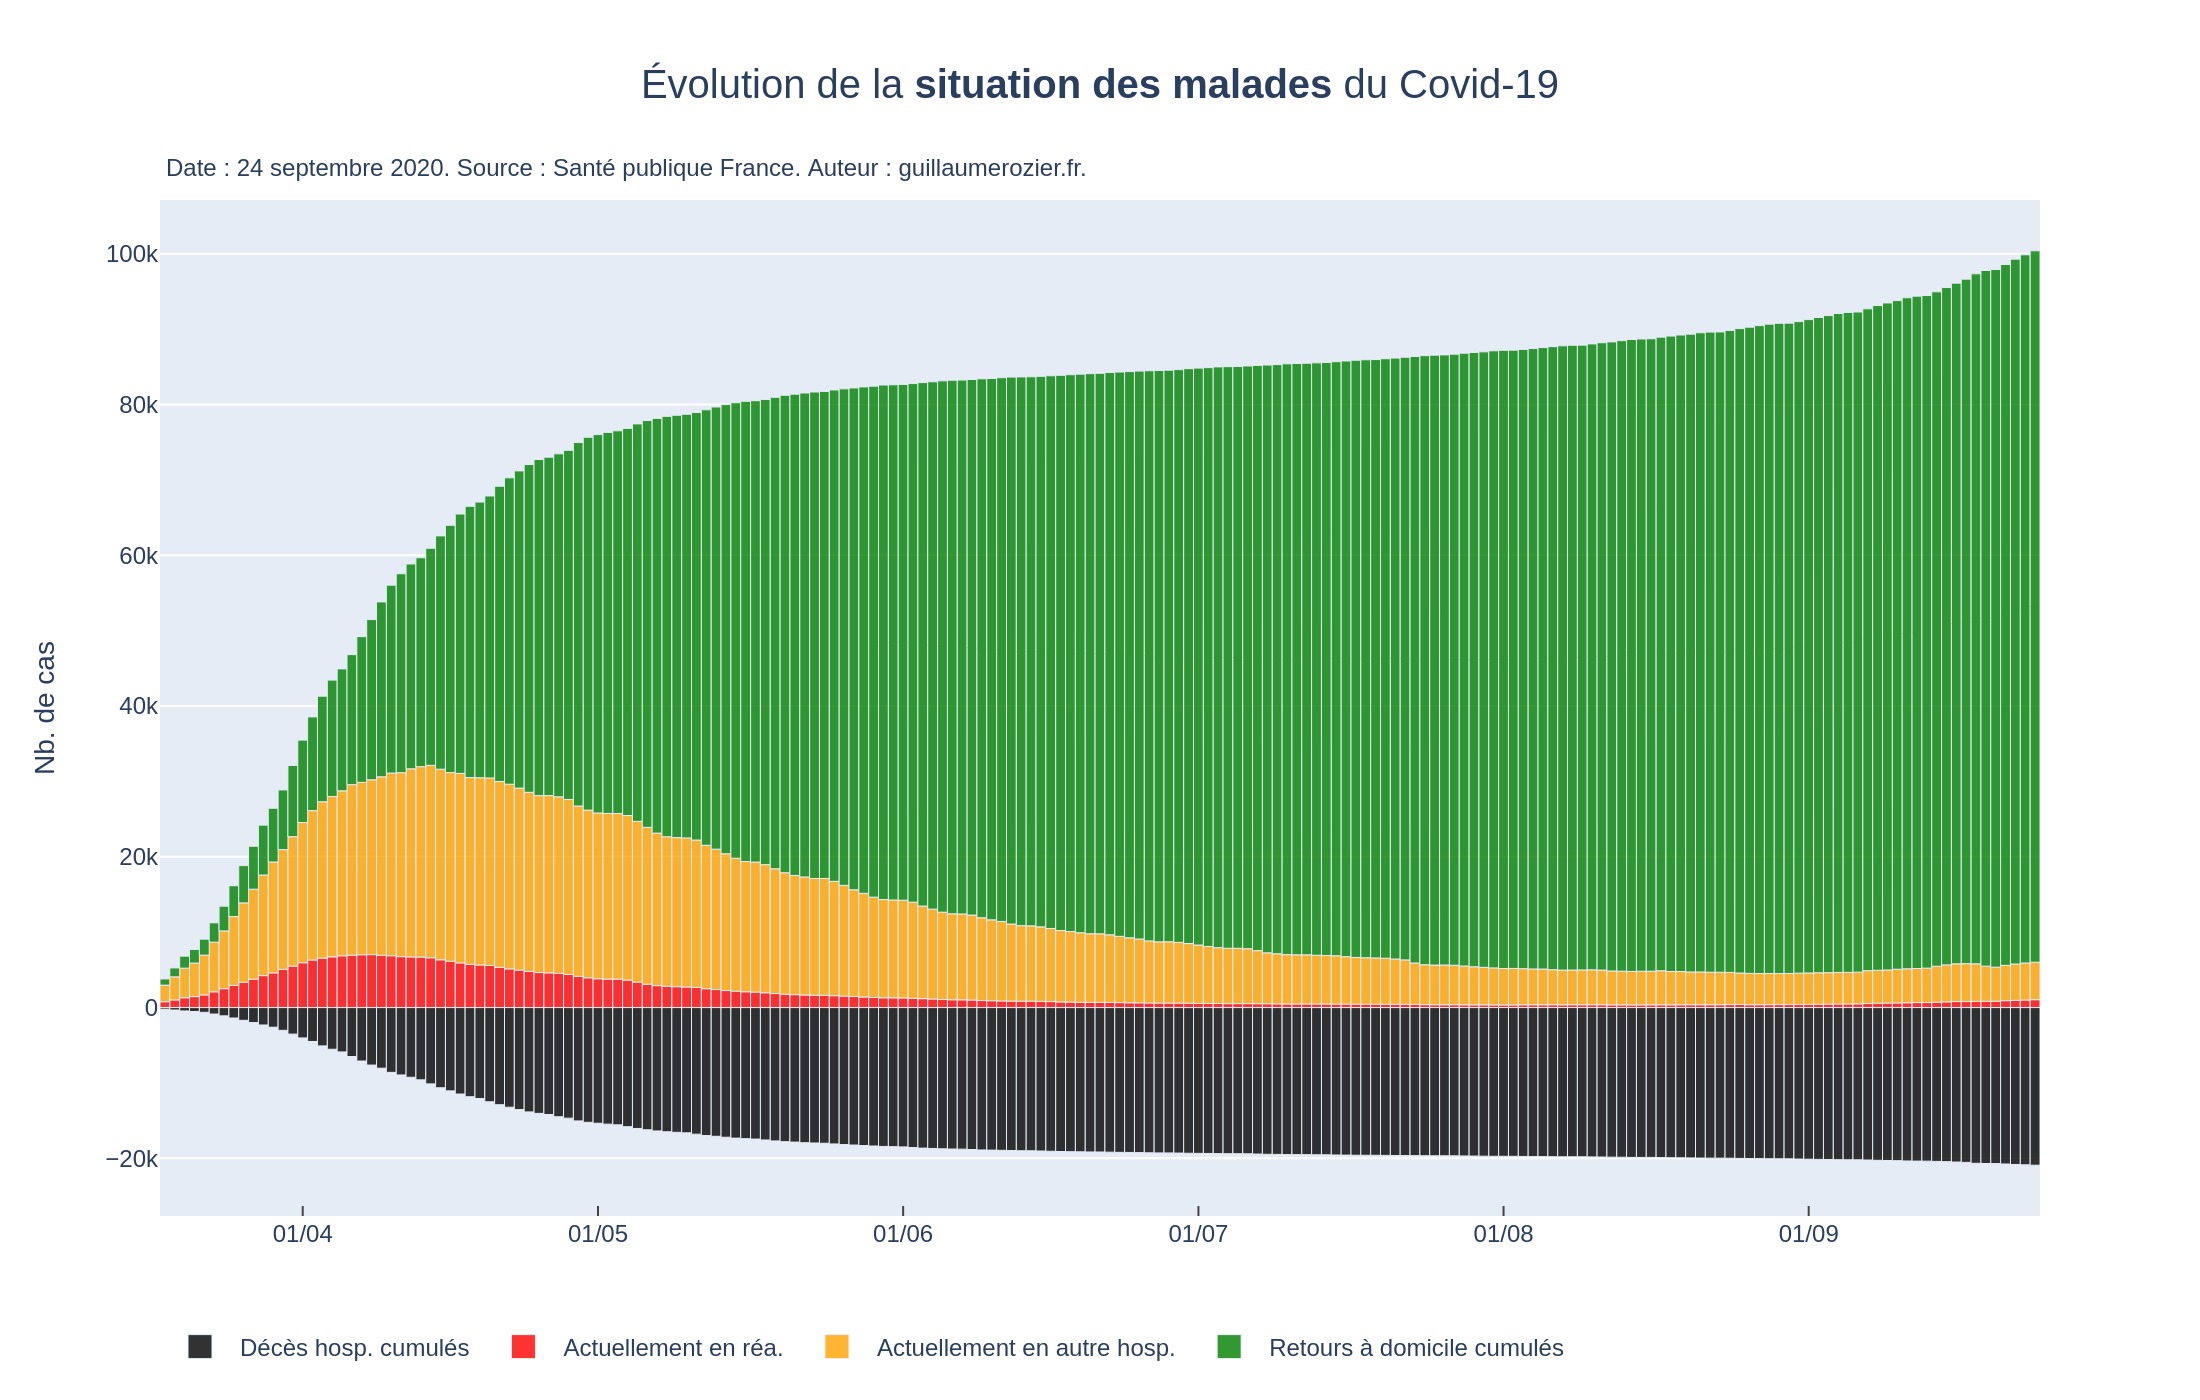 Évolution de la situation des malades du Covid-19
Date : 24 septembre 2020. Source : Santé publique France. Auteur : guillaumerozier.fr.
100k
80k
60k
40k
20k
0
−20k
Nb. de cas
01/04
01/05
01/06
01/07
01/08
01/09
Décès hosp. cumulés
Actuellement en réa.
Actuellement en autre hosp.
Retours à domicile cumulés